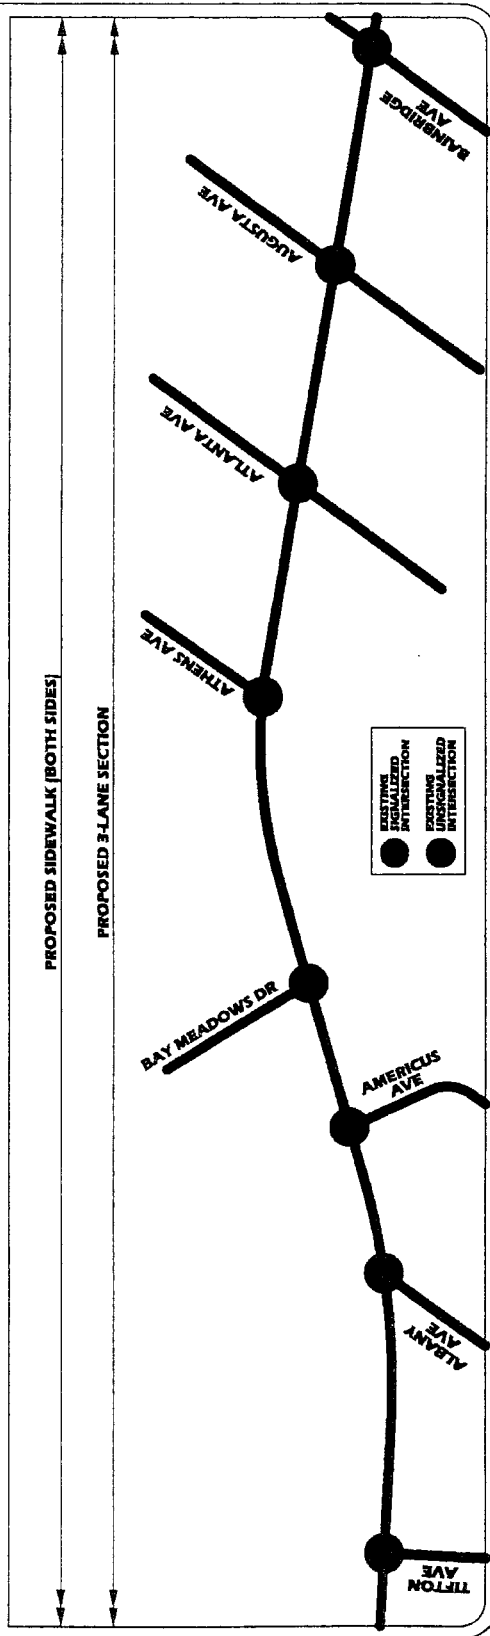 PROPOSED SIDEWALK (BOTH SIDES)
PROPOSED 3-LANE SECTION
BAINBRIDGE
AVE
AUGUSTA AVE
ATLANTA AVE
ATHENS AVE
EXISTING
SIGNALIZED
INTERSECTION
EXISTING
UNSIGNALIZED
INTERSECTION
BAY MEADOWS DR
AMERICUS
AVE
ALBANY
AVE
TIFTON
AVE